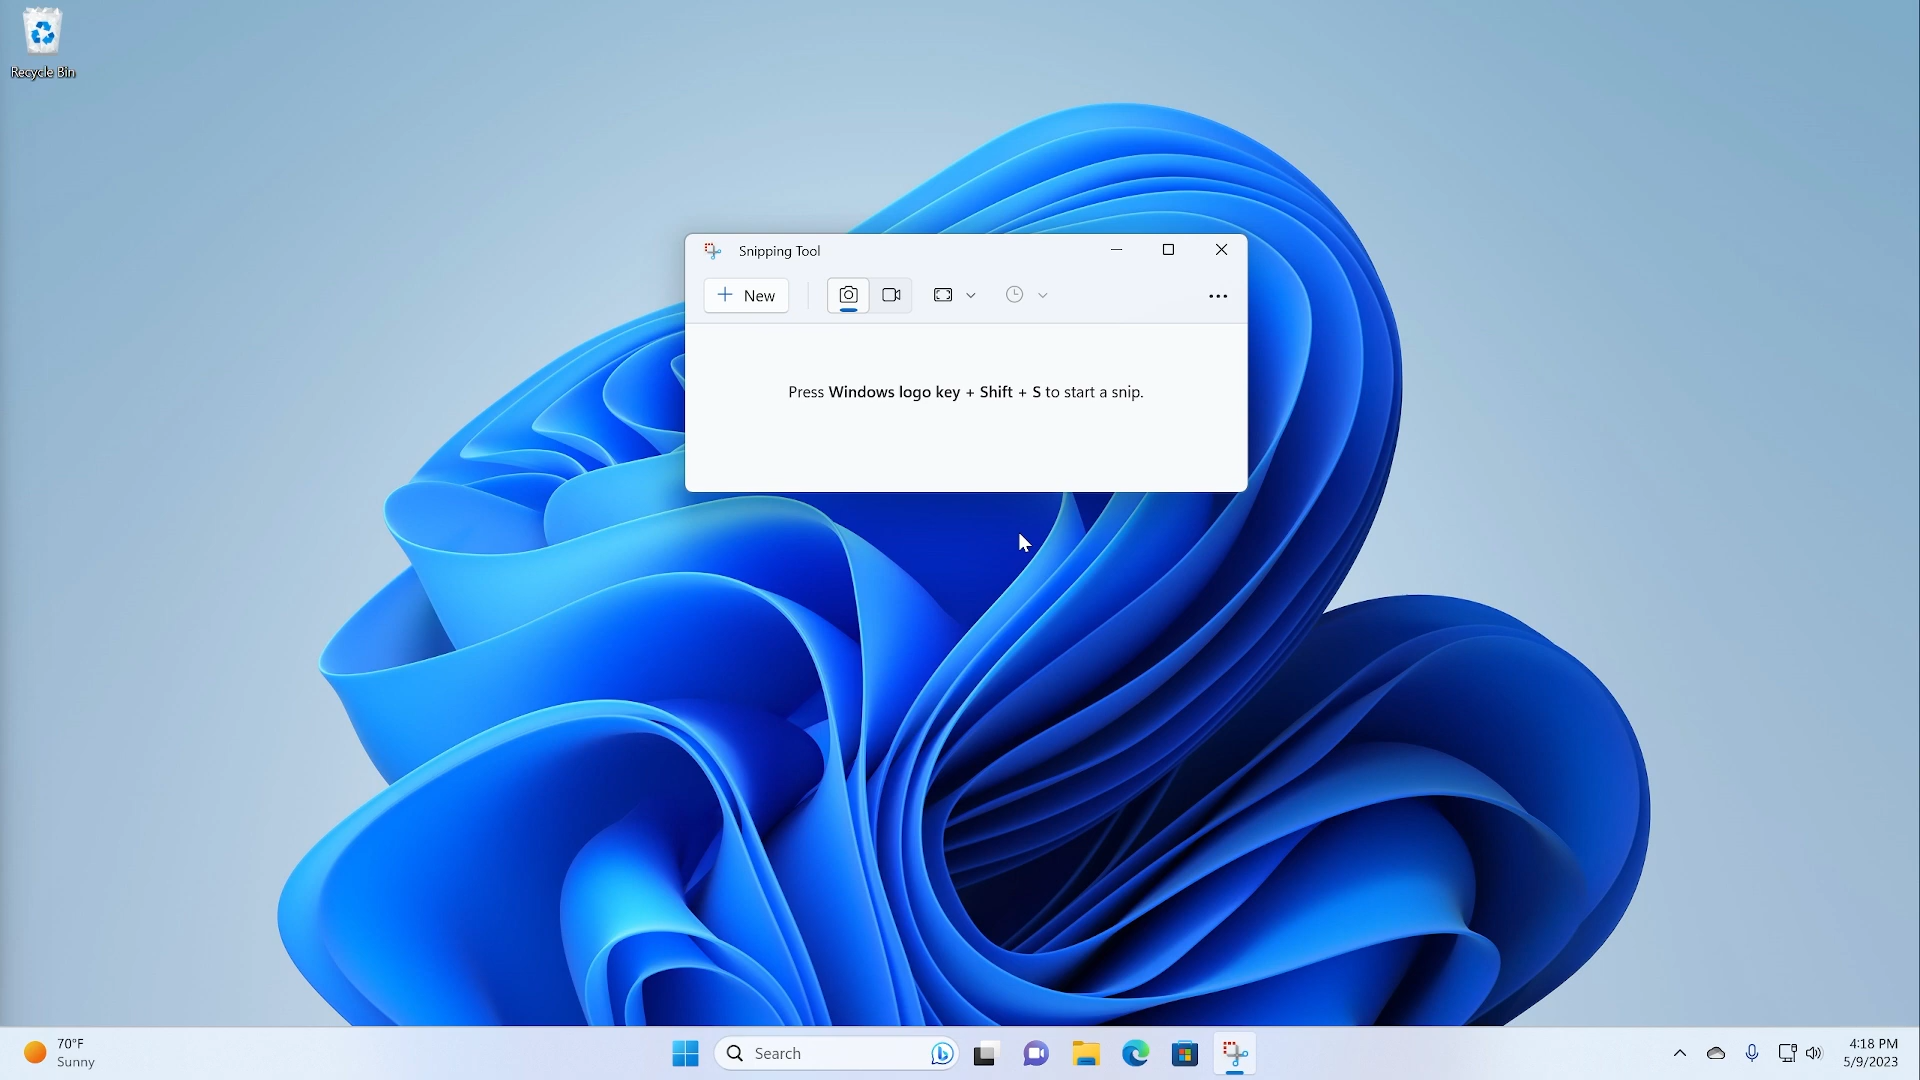 Recycle Bin
Snipping Tool
New
Press Windows logo key + Shift + S to start a snip.
70°F
Sunny
Search
4:18 PM
5/9/2023